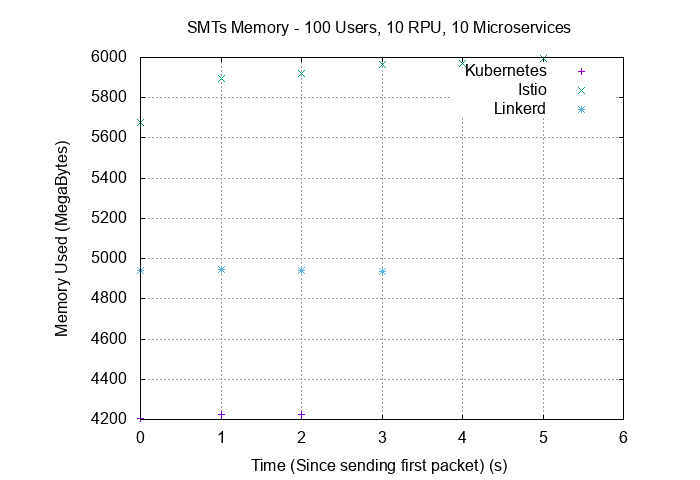 SMTs Memory - 100 Users, 10 RPU, 10 Microservices
6000
5800
5600
5400
5200
5000
4800
4600
4400
4200
Memory Used (MegaBytes)
Kubernetes
Istio
Linkerd
0 1 2 3 4 5 6
Time (Since sending first packet) (s)